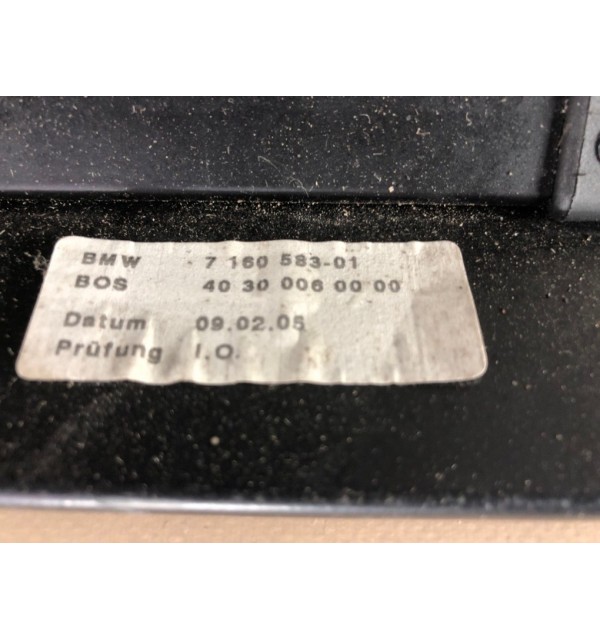 BMW 7 160 583-01
BOS 40 30 006 00 00
Datum 09.02.05
Prüfung I.O.